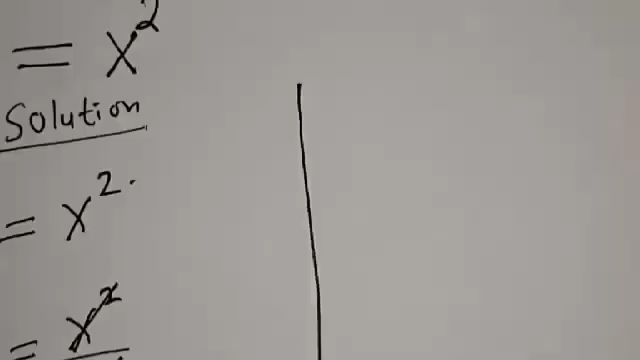 = x²
Solution
= x².
= x²